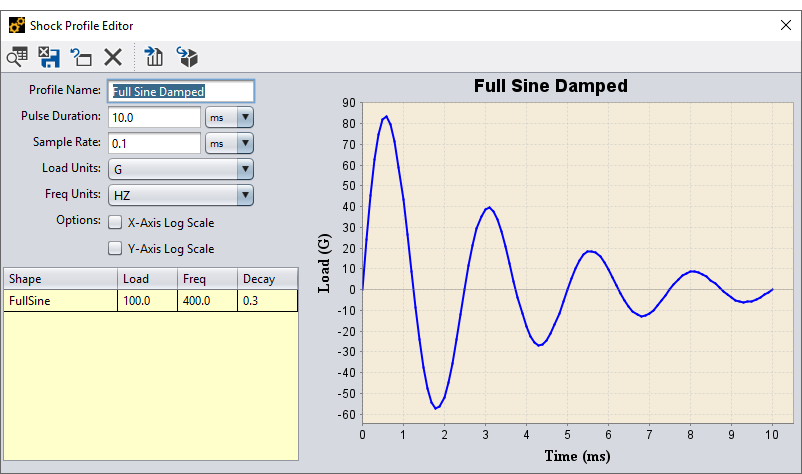 Shock Profile Editor
Profile Name: Full Sine Damped
Pulse Duration: 10.0 ms
Sample Rate: 0.1 ms
Load Units: G
Freq Units: HZ
Options: X-Axis Log Scale
Y-Axis Log Scale
Shape Load Freq Decay
FullSine 100.0 400.0 0.3
Full Sine Damped
Load (G)
90
80
70
60
50
40
30
20
10
0
-10
-20
-30
-40
-50
-60
0 1 2 3 4 5 6 7 8 9 10
Time (ms)